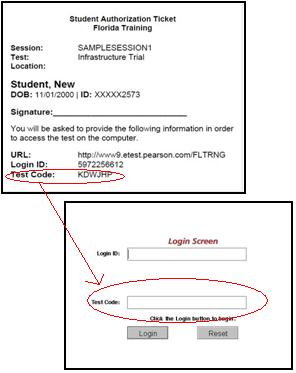 Student Authorization Ticket
Florida Training
Session: SAMPLESESSION1
Test: Infrastructure Trial
Location:
Student, New
DOB: 11/01/2000 | ID: XXXXX2573
Signature:
You will be asked to provide the following information in order
to access the test on the computer.
URL: http://www9.etest.pearson.com/FLTRNG
Login ID: 5972256612
Test Code: KDWJHP
Login Screen
Login ID:
Test Code:
Click the Login button to begin.
Login Reset